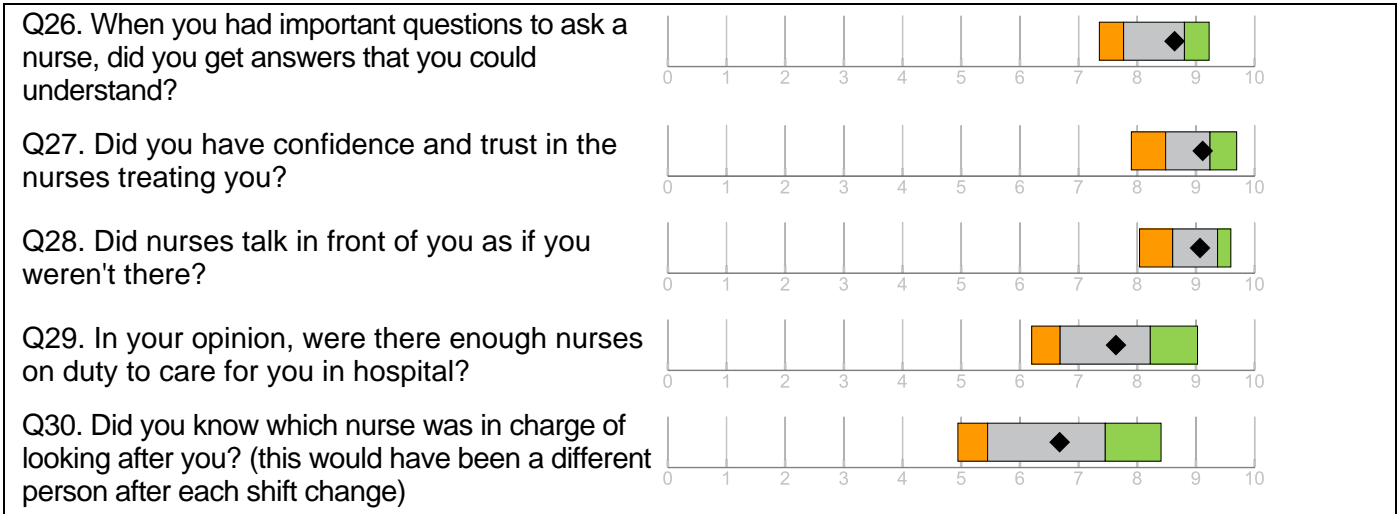 Q26. When you had important questions to ask a
nurse, did you get answers that you could
understand?
0 1 2 3 4 5 6 7 8 9 10
Q27. Did you have confidence and trust in the
nurses treating you?
0 1 2 3 4 5 6 7 8 9 10
Q28. Did nurses talk in front of you as if you
weren't there?
0 1 2 3 4 5 6 7 8 9 10
Q29. In your opinion, were there enough nurses
on duty to care for you in hospital?
0 1 2 3 4 5 6 7 8 9 10
Q30. Did you know which nurse was in charge of
looking after you? (this would have been a different
person after each shift change)
0 1 2 3 4 5 6 7 8 9 10